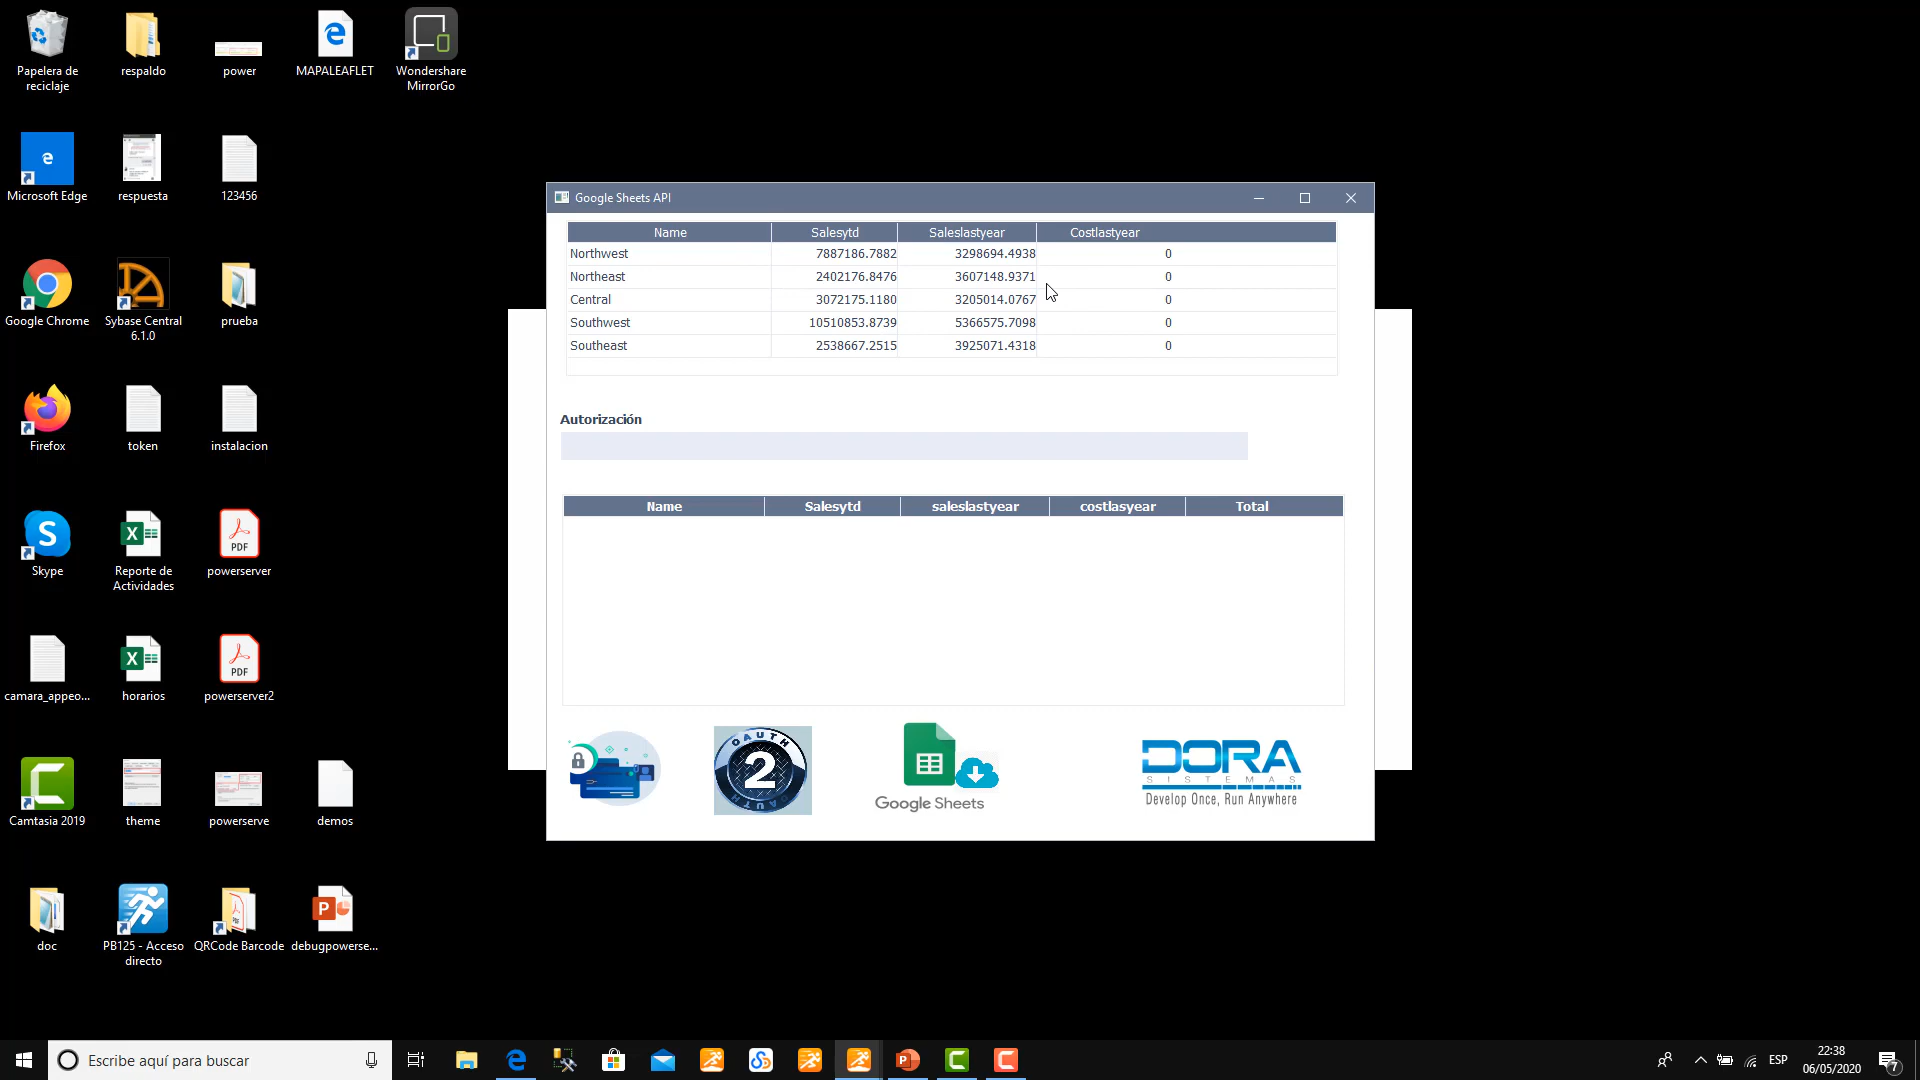 Papelera de
reciclaje
respaldo
power
MAPALEAFLET
Wondershare
MirrorGo
Microsoft Edge
respuesta
123456
Google Chrome
Sybase Central
6.1.0
prueba
Firefox
token
instalacion
Skype
Reporte de
Actividades
PDF
powerserver
camara_appeo...
horarios
PDF
powerserver2
Camtasia 2019
theme
powerserve
demos
doc
PB125 - Acceso
directo
QRCode Barcode
debugpowerse...
Google Sheets API
Name Salesytd Saleslastyear Costlastyear
Northwest 7887186.7882 3298694.4938 0
Northeast 2402176.8476 3607148.9371 0
Central 3072175.1180 3205014.0767 0
Southwest 10510853.8739 5366575.7098 0
Southeast 2538667.2515 3925071.4318 0
Autorización
Name Salesytd saleslastyear costlasyear Total
OAUTH
2
OAUTH
Google Sheets
DORA
SISTEMAS
Develop Once, Run Anywhere
Escribe aquí para buscar
ESP
22:38
06/05/2020
7